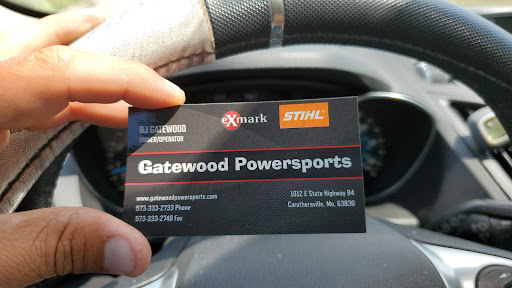 eXmark
STIHL
BJ GATEWOOD
OWNER/OPERATOR
Gatewood Powersports
www.gatewoodpowersports.com
573-333-2733 Phone
573-333-2748 Fax
1012 E State Highway 84
Caruthersville, Mo. 63830